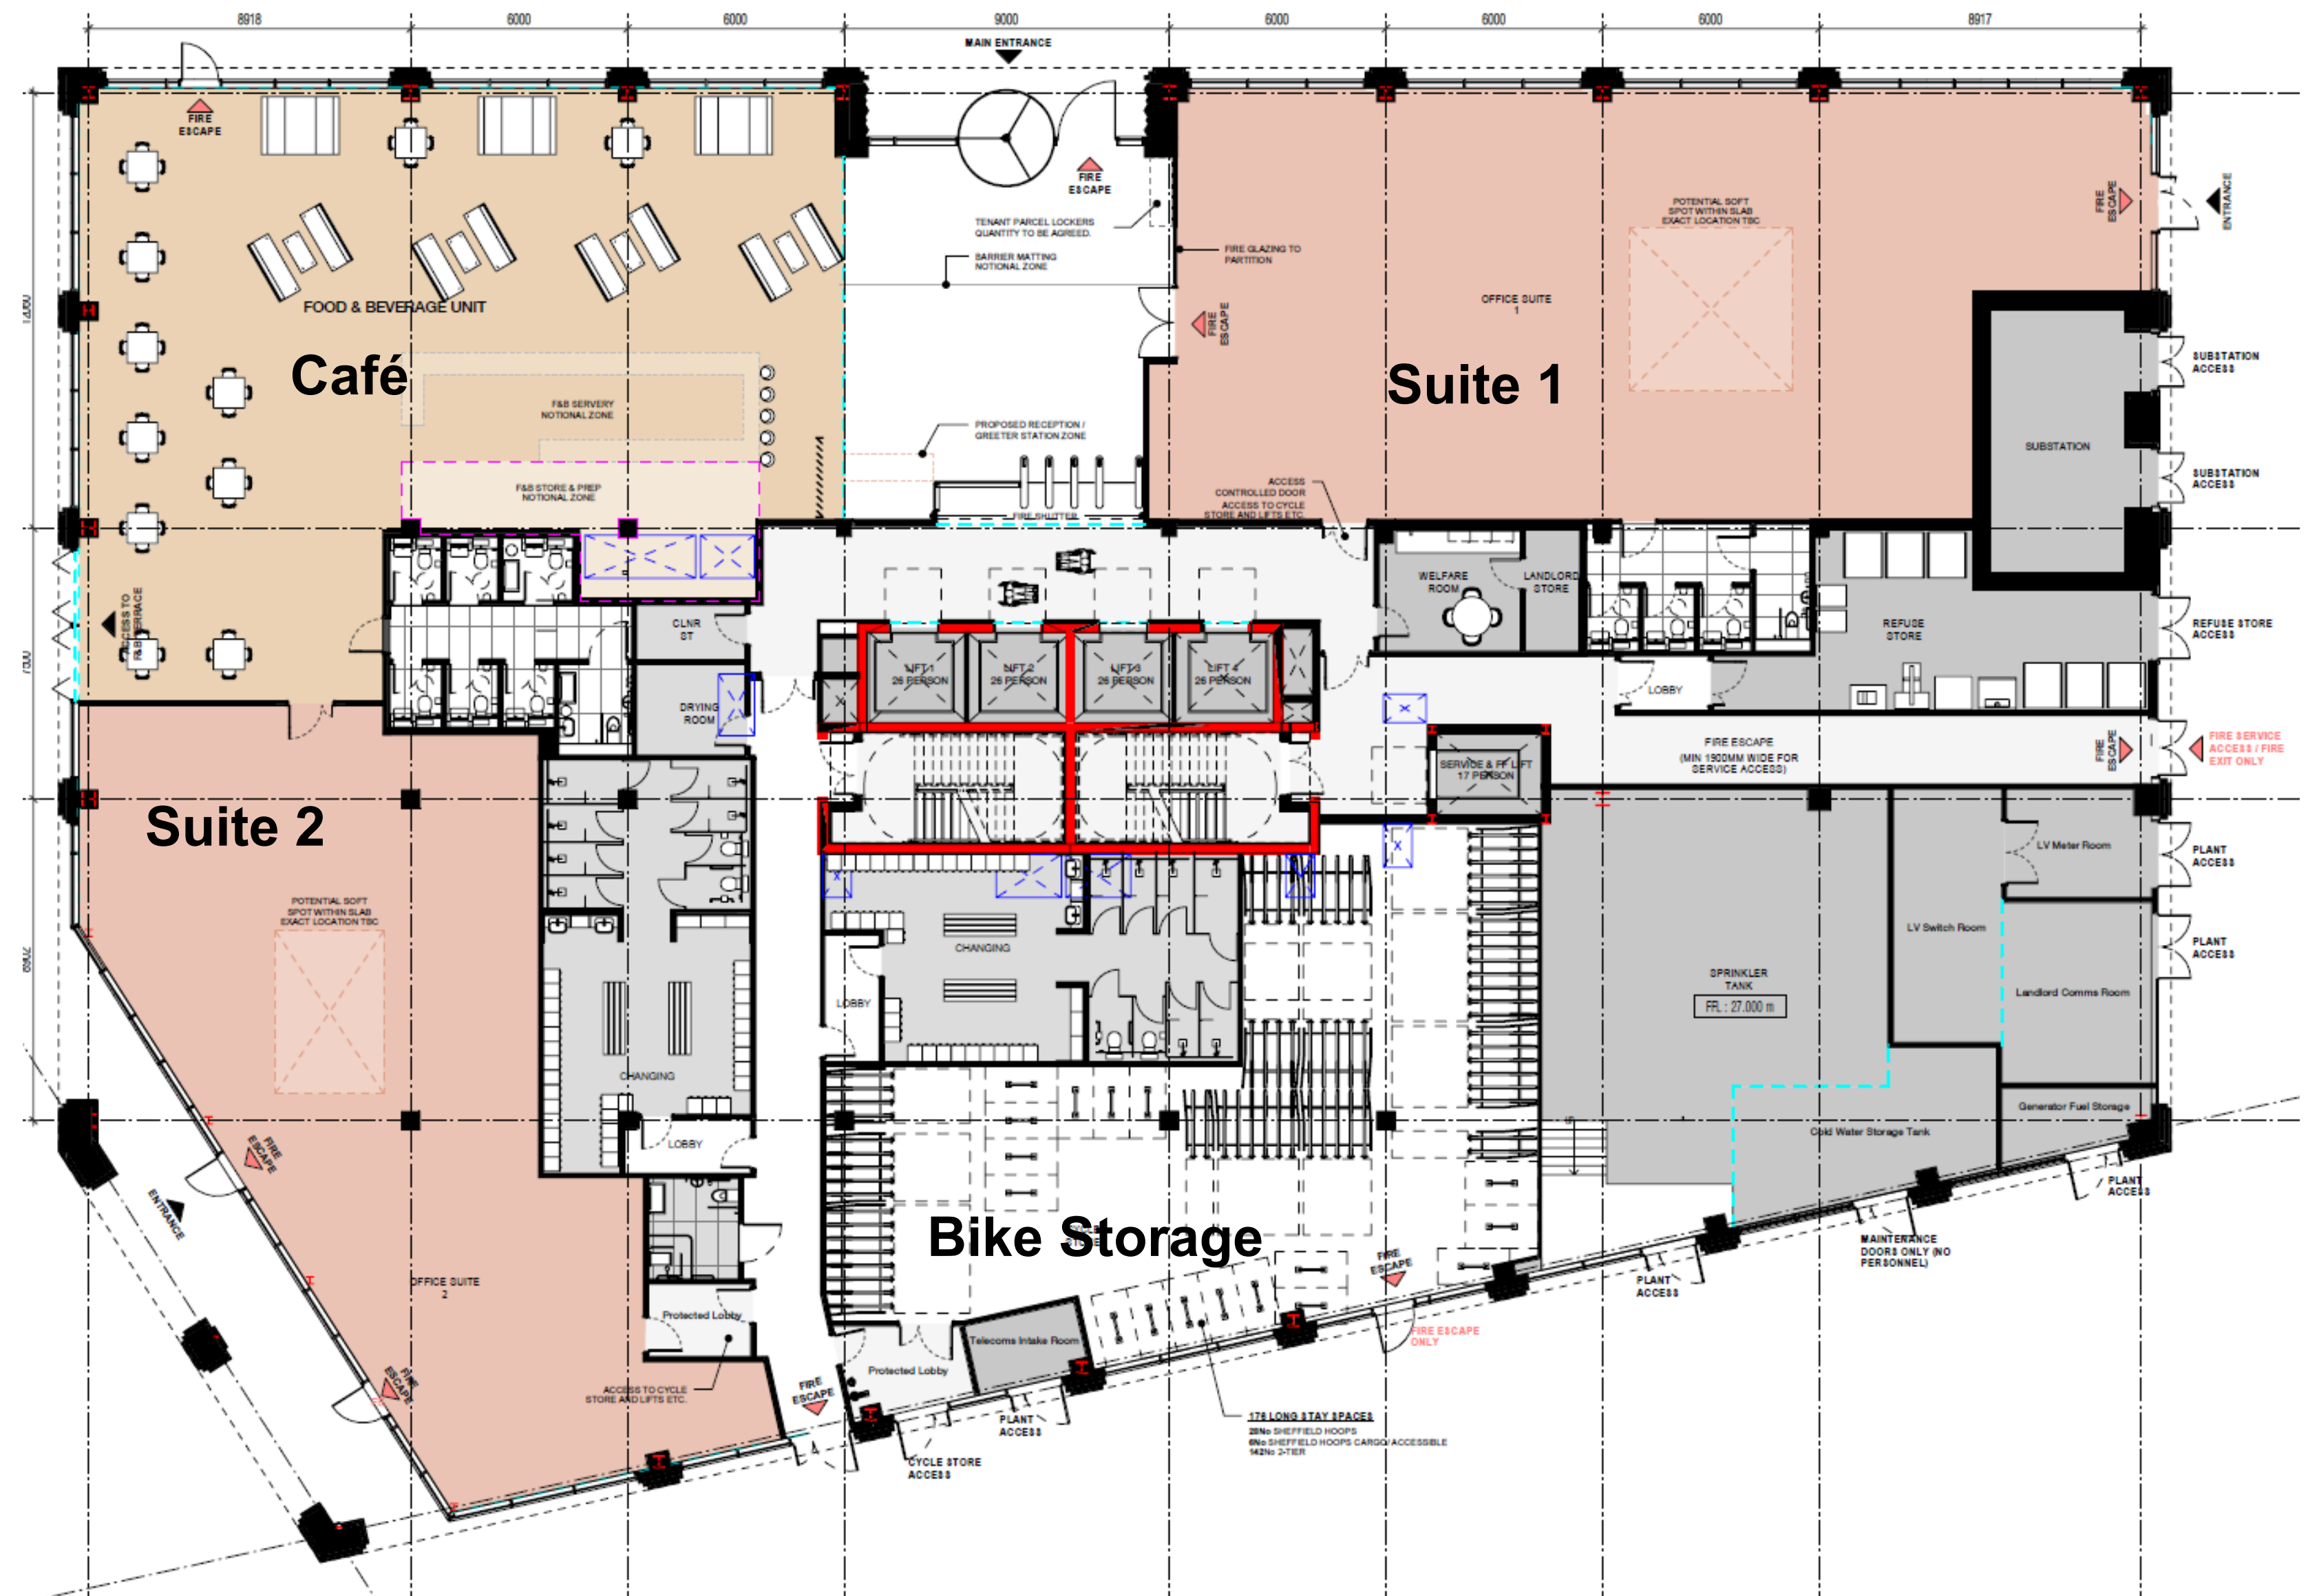 8918
6000
6000
9000
6000
6000
6000
8917
MAIN ENTRANCE
FIRE
ESCAPE
FIRE
ESCAPE
TENANT PARCEL LOCKERS
QUANTITY TO BE AGREED.
BARRIER MATTING
NOTIONAL ZONE
FIRE GLAZING TO
PARTITION
POTENTIAL SOFT
SPOT WITHIN SLAB
EXACT LOCATION TBC
FIRE
ESCAPE
ENTRANCE
FOOD & BEVERAGE UNIT
Café
FIRE
ESCAPE
OFFICE SUITE
1
Suite 1
SUBSTATION
ACCESS
F&B SERVERY
NOTIONAL ZONE
PROPOSED RECEPTION /
GREETER STATION ZONE
SUBSTATION
SUBSTATION
ACCESS
F&B STORE & PREP
NOTIONAL ZONE
FIRE SHUTTER
ACCESS
CONTROLLED DOOR
ACCESS TO CYCLE
STORE AND LIFTS ETC.
WELFARE
ROOM
LANDLORD
STORE
REFUSE
STORE
REFUSE STORE
ACCESS
ACCESS TO
F&B TERRACE
CLNR
ST
LIFT 1
26 PERSON
LIFT 2
26 PERSON
LIFT 3
26 PERSON
LIFT 4
26 PERSON
LOBBY
DRYING
ROOM
7500
FIRE ESCAPE
(MIN 1900MM WIDE FOR
SERVICE ACCESS)
FIRE
ESCAPE
FIRE SERVICE
ACCESS / FIRE
EXIT ONLY
SERVICE & FF LIFT
17 PERSON
Suite 2
LV Meter Room
PLANT
ACCESS
POTENTIAL SOFT
SPOT WITHIN SLAB
EXACT LOCATION TBC
CHANGING
LV Switch Room
PLANT
ACCESS
SPRINKLER
TANK
FFL : 27.000 m
Landlord Comms Room
LOBBY
CHANGING
Generator Fuel Storage
Cold Water Storage Tank
LOBBY
FIRE
ESCAPE
ENTRANCE
PLANT
ACCESS
Bike Storage
MAINTENANCE
DOORS ONLY (NO
PERSONNEL)
FIRE
ESCAPE
PLANT
ACCESS
OFFICE SUITE
2
Protected Lobby
Telecoms Intake Room
FIRE ESCAPE
ONLY
Protected Lobby
FIRE
ESCAPE
ACCESS TO CYCLE
STORE AND LIFTS ETC.
FIRE
ESCAPE
PLANT
ACCESS
176 LONG STAY SPACES
28No SHEFFIELD HOOPS
6No SHEFFIELD HOOPS CARGO/ACCESSIBLE
142No 2-TIER
CYCLE STORE
ACCESS